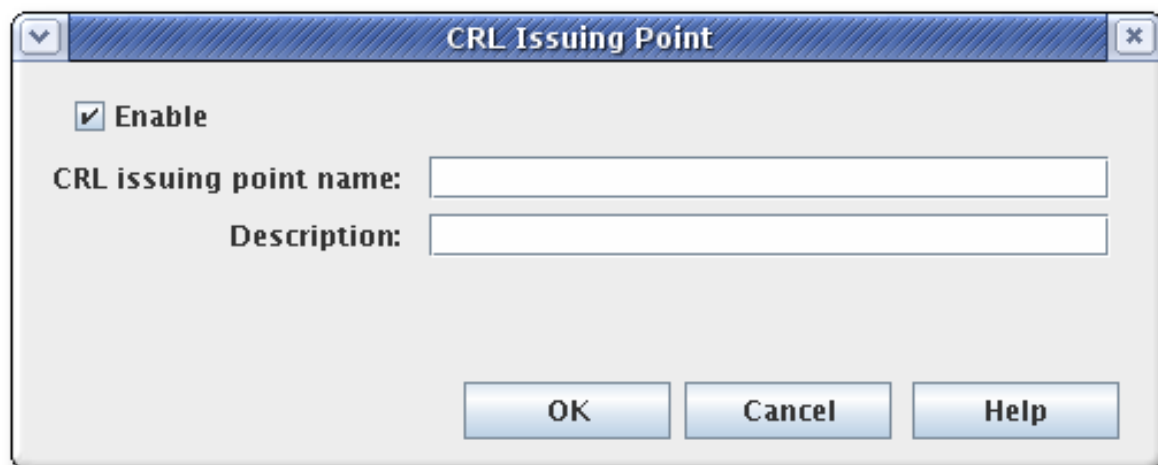 CRL Issuing Point
Enable
CRL issuing point name:
Description:
OK Cancel Help